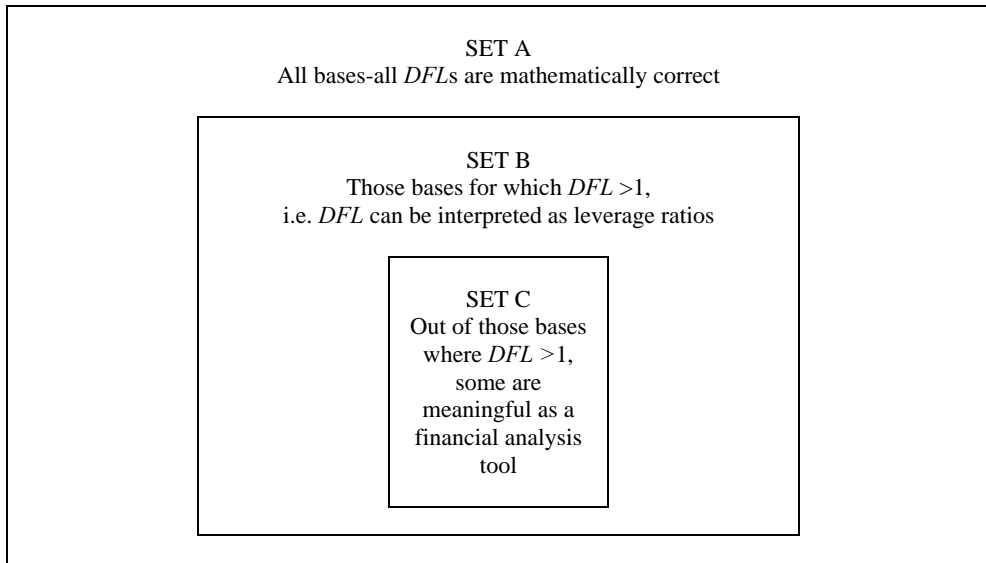 SET A
All bases-all DFLs are mathematically correct
SET B
Those bases for which DFL >1,
i.e. DFL can be interpreted as leverage ratios
SET C
Out of those bases
where DFL >1,
some are
meaningful as a
financial analysis
tool